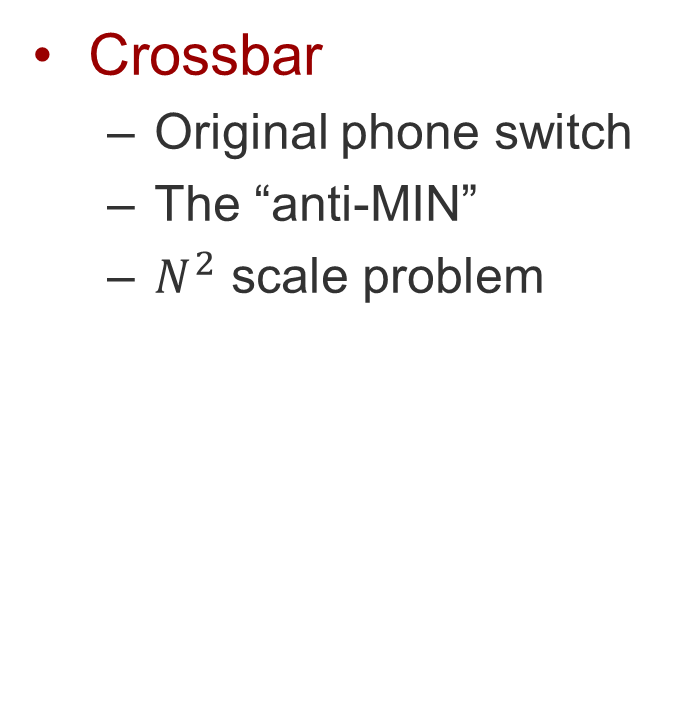 • Crossbar
– Original phone switch
– The “anti-MIN”
– N² scale problem